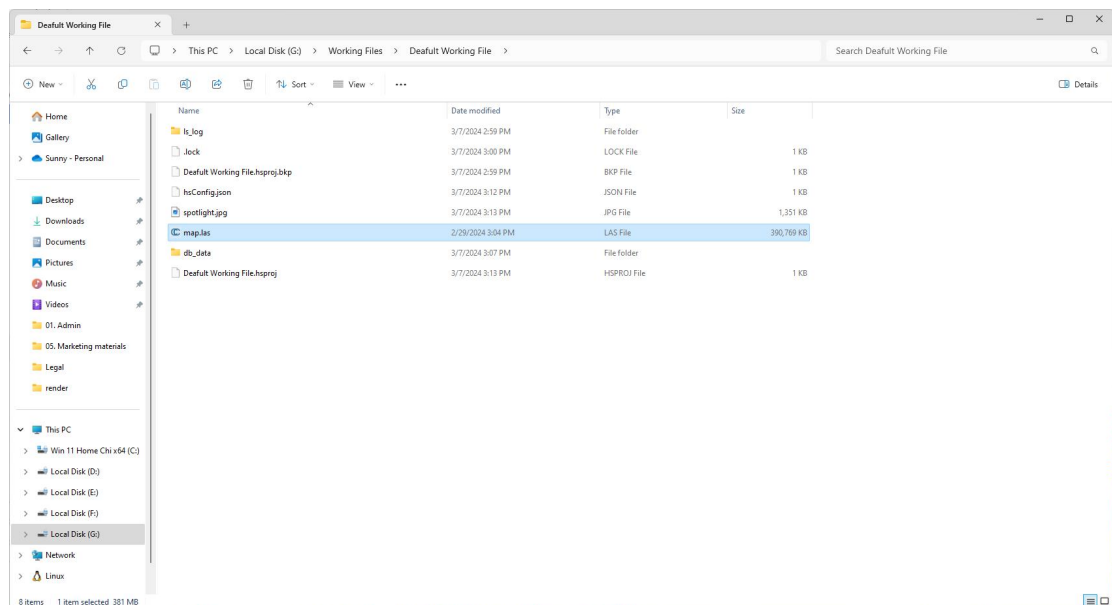 Deafult Working File
This PC > Local Disk (G:) > Working Files > Deafult Working File >
Search Deafult Working File
New
Sort
View
Details
Home
Gallery
Sunny - Personal
Desktop
Downloads
Documents
Pictures
Music
Videos
01. Admin
05. Marketing materials
Legal
render
This PC
Win 11 Home Chi x64 (C:)
Local Disk (D:)
Local Disk (E:)
Local Disk (F:)
Local Disk (G:)
Network
Linux
Name Date modified Type Size
ls_log 3/7/2024 2:59 PM File folder
.lock 3/7/2024 3:00 PM LOCK File 1 KB
Deafult Working File.hsproj.bkp 3/7/2024 2:59 PM BKP File 1 KB
hsConfig.json 3/7/2024 3:12 PM JSON File 1 KB
spotlight.jpg 3/7/2024 3:13 PM JPG File 1,351 KB
map.las 2/29/2024 3:04 PM LAS File 390,769 KB
db_data 3/7/2024 3:07 PM File folder
Deafult Working File.hsproj 3/7/2024 3:13 PM HSPROJ File 1 KB
8 items 1 item selected 381 MB